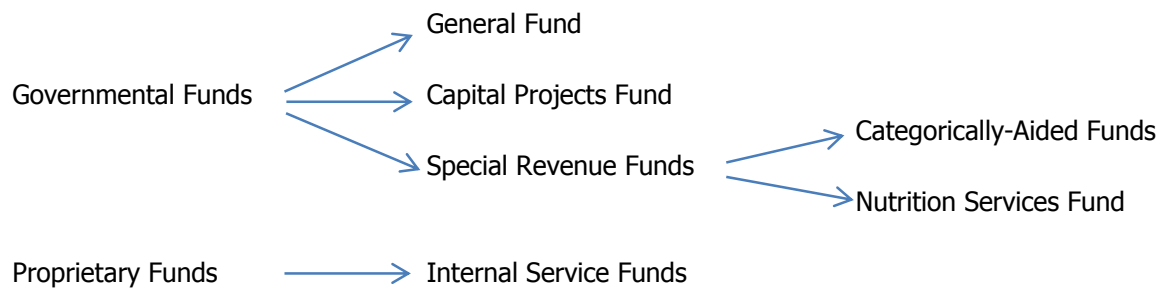 General Fund
Governmental Funds
Capital Projects Fund
Categorically-Aided Funds
Special Revenue Funds
Nutrition Services Fund
Proprietary Funds
Internal Service Funds